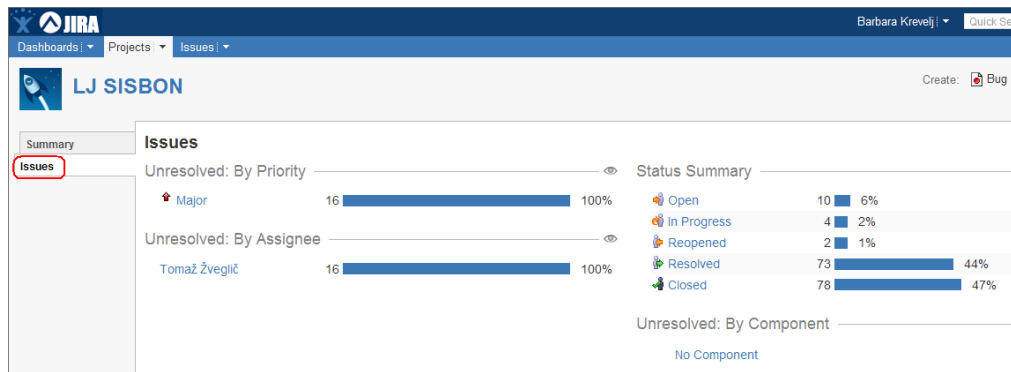 JIRA
Barbara Krevelj
Quick Se
Dashboards Projects Issues
LJ SISBON
Create: Bug
Summary
Issues
Issues
Unresolved: By Priority
Major 16 100%
Unresolved: By Assignee
Tomaž Žveglič 16 100%
Status Summary
Open 10 6%
In Progress 4 2%
Reopened 2 1%
Resolved 73 44%
Closed 78 47%
Unresolved: By Component
No Component